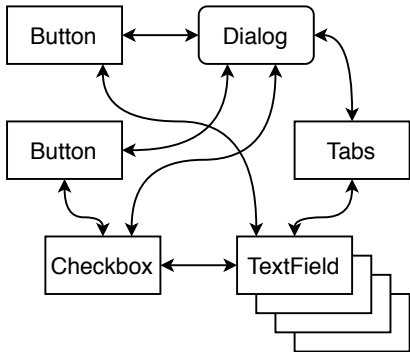 Button
Dialog
Button
Tabs
Checkbox
TextField